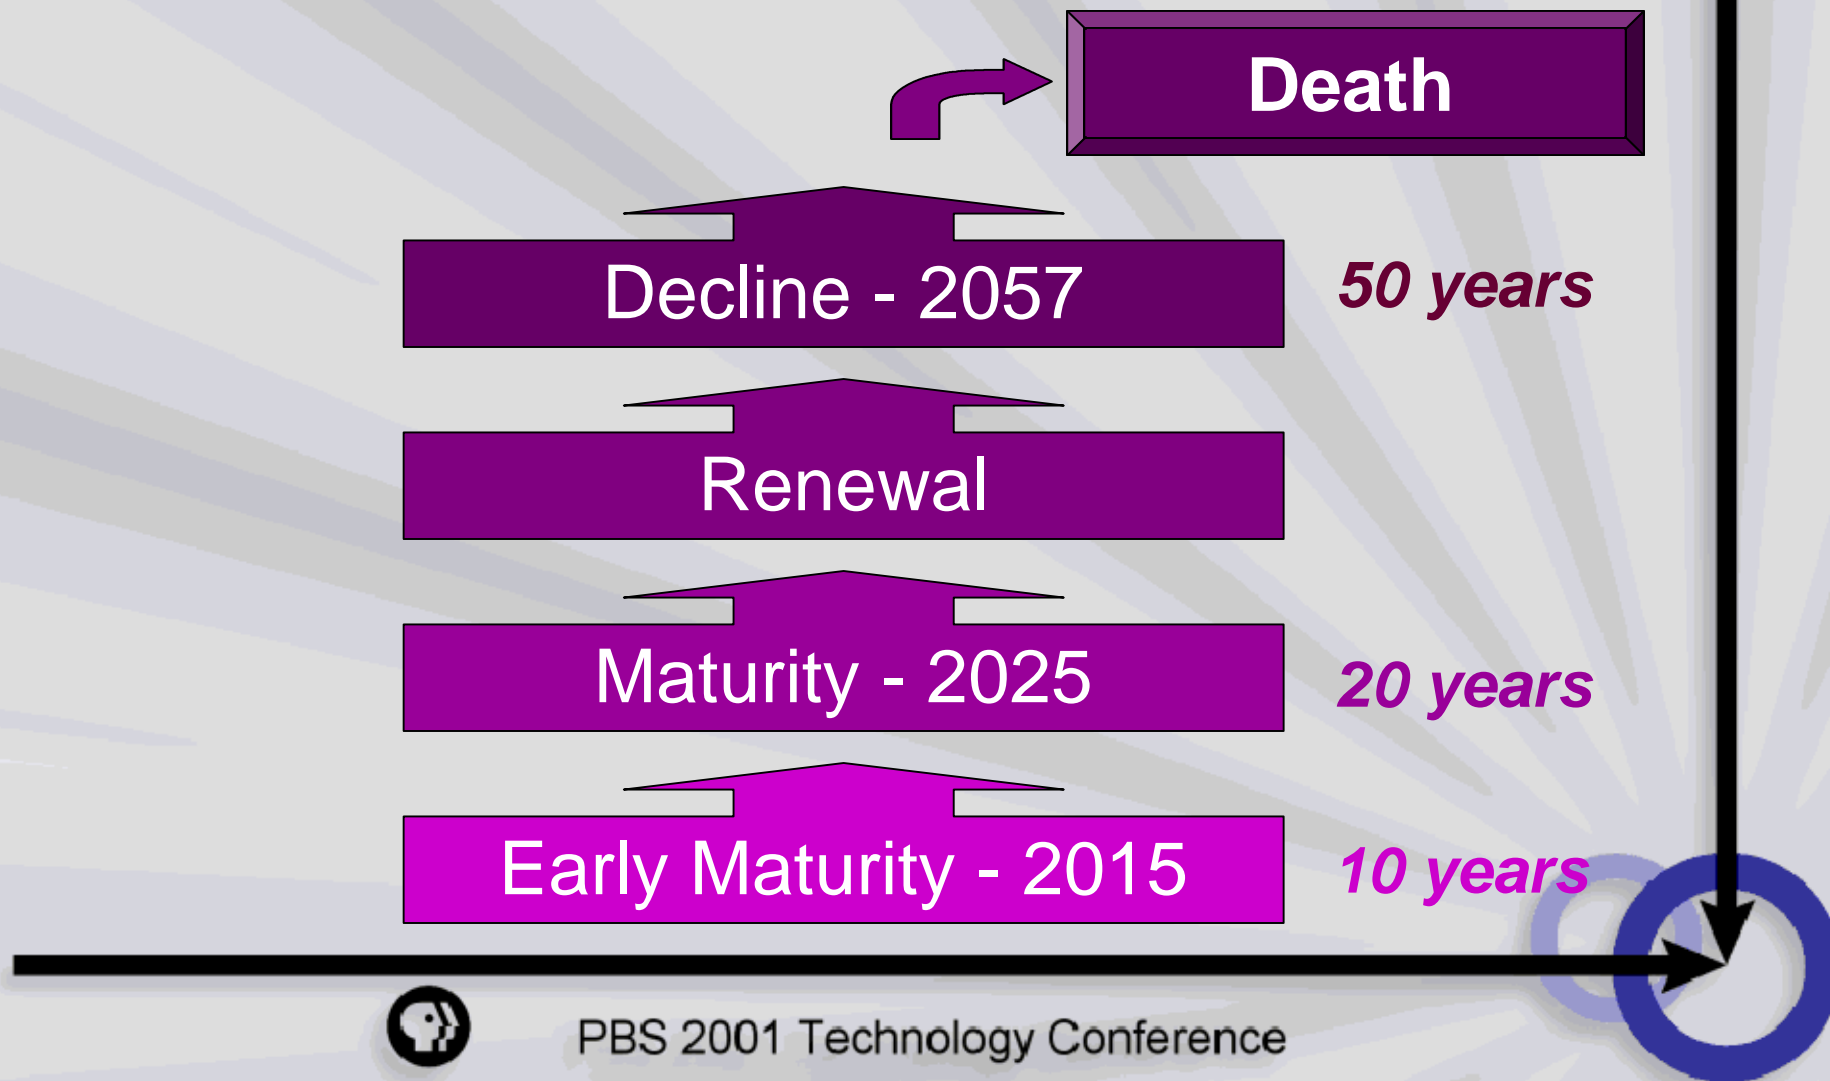 Death
Decline - 2057
50 years
Renewal
Maturity - 2025
20 years
Early Maturity - 2015
10 years
PBS 2001 Technology Conference